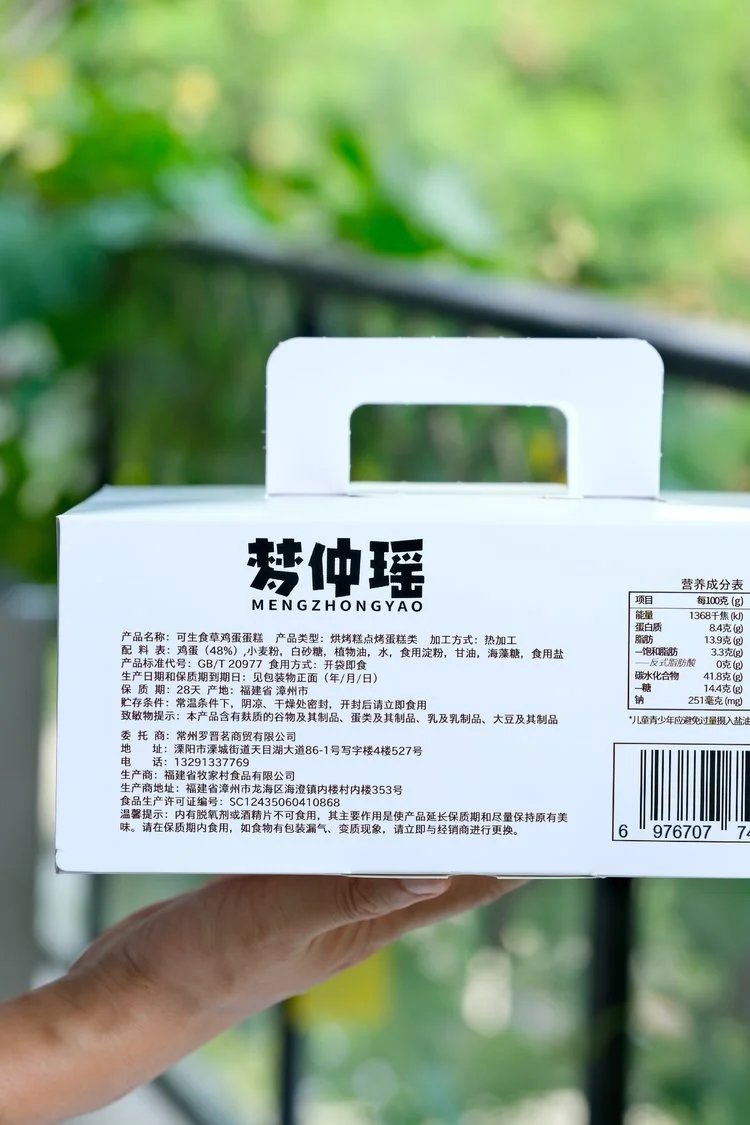 梦仲瑶
MENGZHONGYAO
产品名称：可生食草鸡蛋蛋糕 产品类型：烘烤糕点烤蛋糕类 加工方式：热加工
配 料 表：鸡蛋（48%）,小麦粉，白砂糖，植物油，水，食用淀粉，甘油，海藻糖，食用盐
产品标准代号：GB/T 20977 食用方式：开袋即食
生产日期和保质期到期日：见包装物正面（年/月/日）
保 质 期：28天 产地：福建省 漳州市
贮存条件：常温条件下，阴凉、干燥处密封，开封后请立即食用
致敏物提示：本产品含有麸质的谷物及其制品、蛋类及其制品、乳及乳制品、大豆及其制品
委 托 商：常州罗晋茗商贸有限公司
地 址：溧阳市溧城街道天目湖大道86-1号写字楼4楼527号
电 话：13291337769
生产商：福建省牧家村食品有限公司
生产商地址：福建省漳州市龙海区海澄镇内楼村内楼353号
食品生产许可证编号：SC12435060410868
温馨提示：内有脱氧剂或酒精片不可食用，其主要作用是使产品延长保质期和尽量保持原有美
味。请在保质期内食用，如食物有包装漏气、变质现象，请立即与经销商进行更换。
营养成分表
项目 每100克 (g)
能量 1368千焦 (kJ)
蛋白质 8.4克 (g)
脂肪 13.9克 (g)
—饱和脂肪 3.3克(g)
—反式脂肪酸 0克 (g)
碳水化合物 41.8克 (g)
—糖 14.4克 (g)
钠 251毫克 (mg)
*儿童青少年应避免过量摄入盐油
6 976707 74